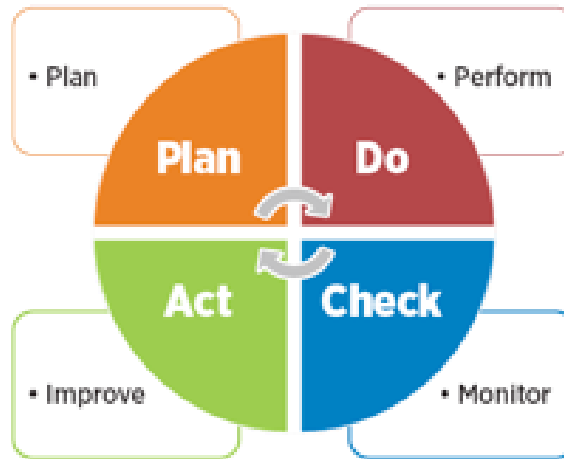 • Plan
• Perform
Plan
Do
Act
Check
• Improve
• Monitor